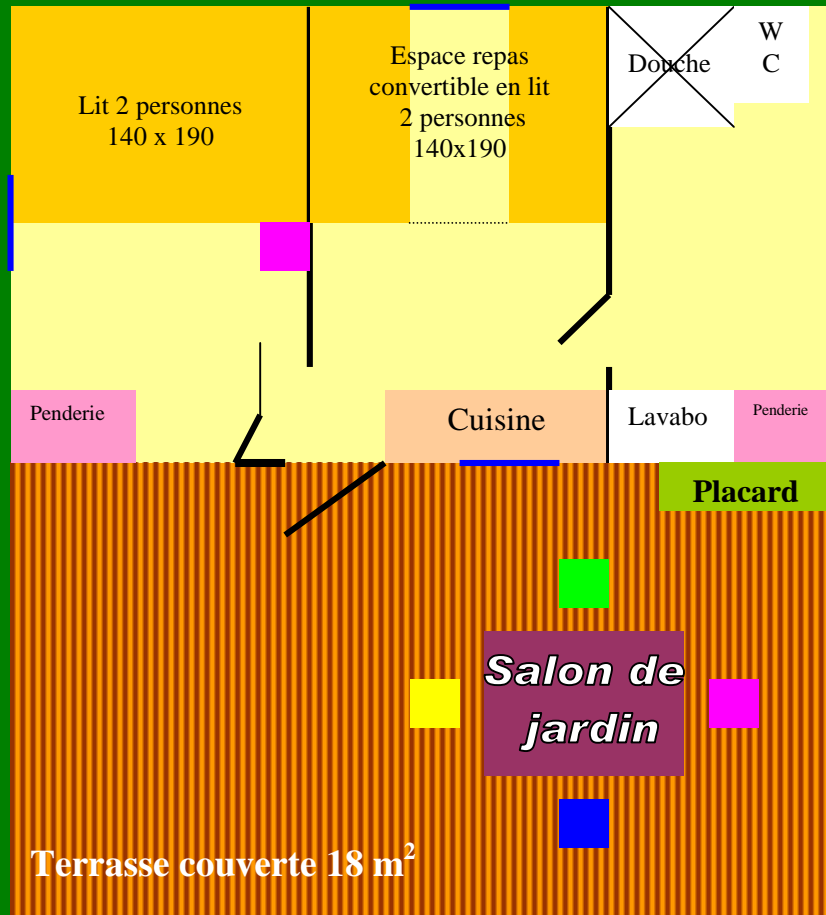 Lit 2 personnes
140 x 190
Espace repas
convertible en lit
2 personnes
140x190
Douche
W
C
Penderie
Cuisine
Lavabo
Penderie
Placard
Salon de
jardin
Terrasse couverte 18 m²